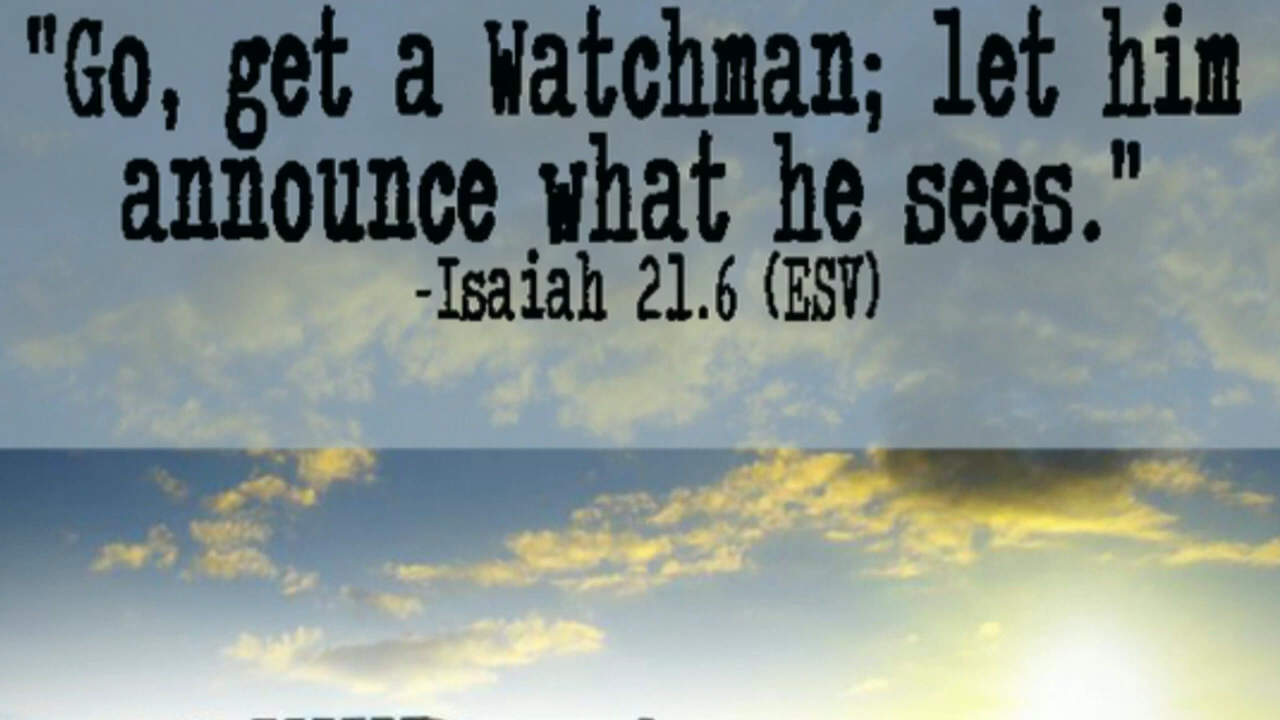 "Go, get a Watchman; let him
announce what he sees."
-Isaiah 21.6 (ESV)